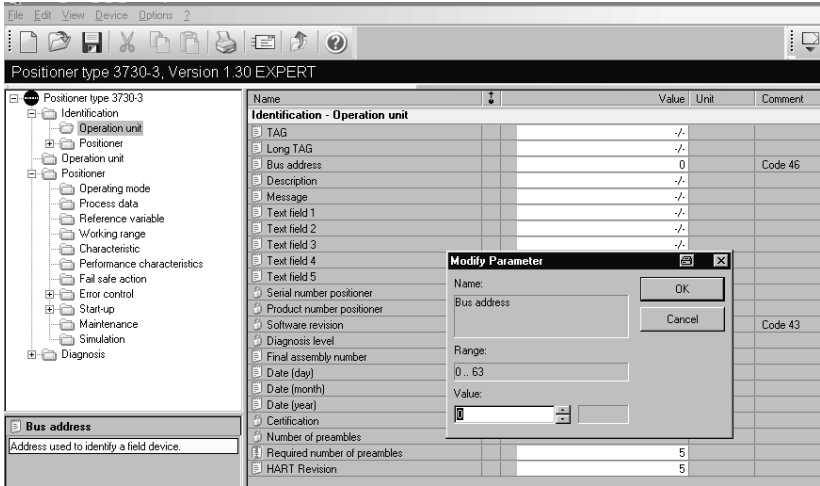 File Edit View Device Options ?
Positioner type 3730-3, Version 1.30 EXPERT
Positioner type 3730-3
Identification
Operation unit
Positioner
Operation unit
Positioner
Operating mode
Process data
Reference variable
Working range
Characteristic
Performance characteristics
Fail safe action
Error control
Start-up
Maintenance
Simulation
Diagnosis
Bus address
Address used to identify a field device.
Name Value Unit Comment
Identification - Operation unit
TAG -/-
Long TAG -/-
Bus address 0 Code 46
Description -/-
Message -/-
Text field 1 -/-
Text field 2 -/-
Text field 3 -/-
Text field 4
Text field 5
Serial number positioner
Product number positioner
Software revision Code 43
Diagnosis level
Final assembly number
Date (day)
Date (month)
Date (year)
Certification
Number of preambles
Required number of preambles 5
HART Revision 5
Modify Parameter
Name:
Bus address
OK
Cancel
Range:
0 .. 63
Value:
0